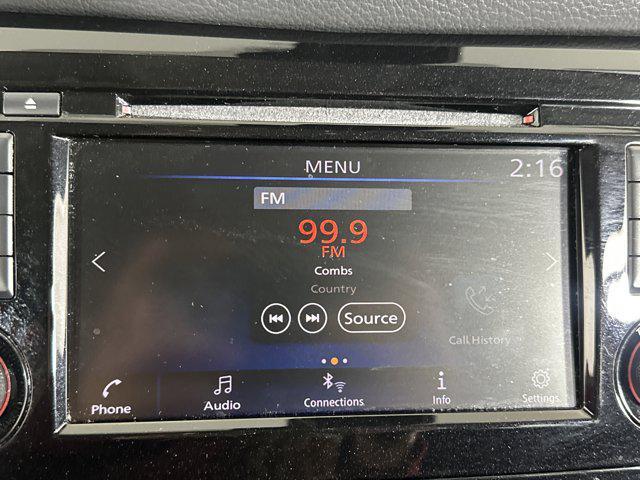 MENU
2:16
FM
99.9
FM
Combs
Country
Source
Call History
Phone
Audio
Connections
Info
Settings